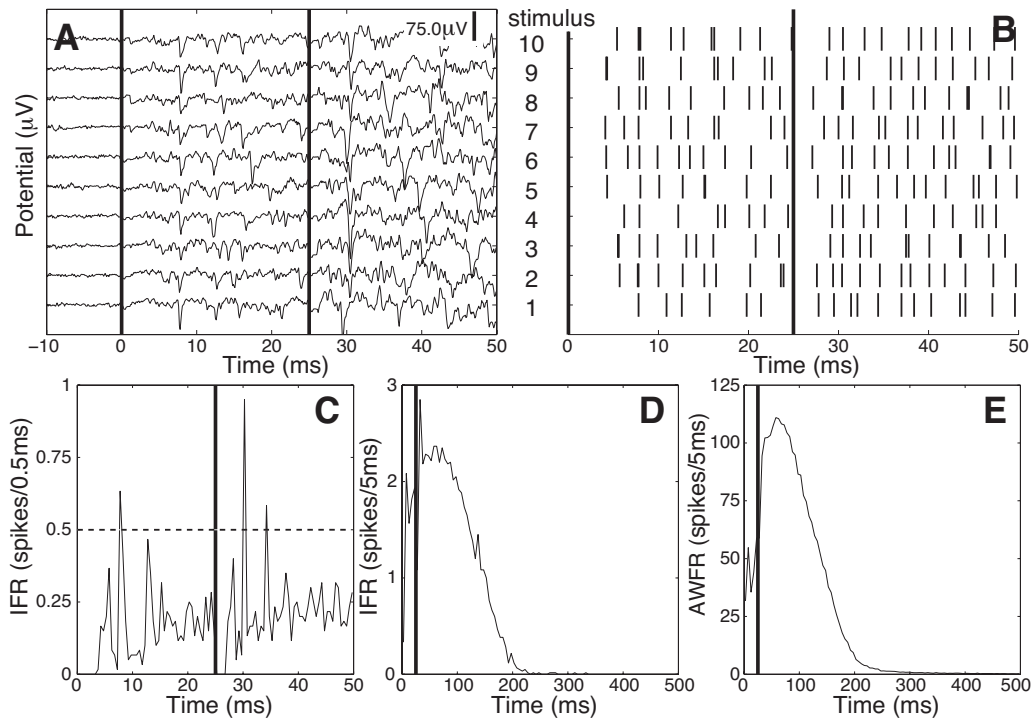 A
75.0μV
Potential (μV)
−10 0 10 20 30 40 50
Time (ms)
stimulus
B
10
9
8
7
6
5
4
3
2
1
0 10 20 30 40 50
Time (ms)
C
IFR (spikes/0.5ms)
1
0.75
0.5
0.25
0
0 10 20 30 40 50
Time (ms)
D
IFR (spikes/5ms)
3
2
1
0
0 100 200 300 400 500
Time (ms)
E
AWFR (spikes/5ms)
125
100
75
50
25
0
0 100 200 300 400 500
Time (ms)